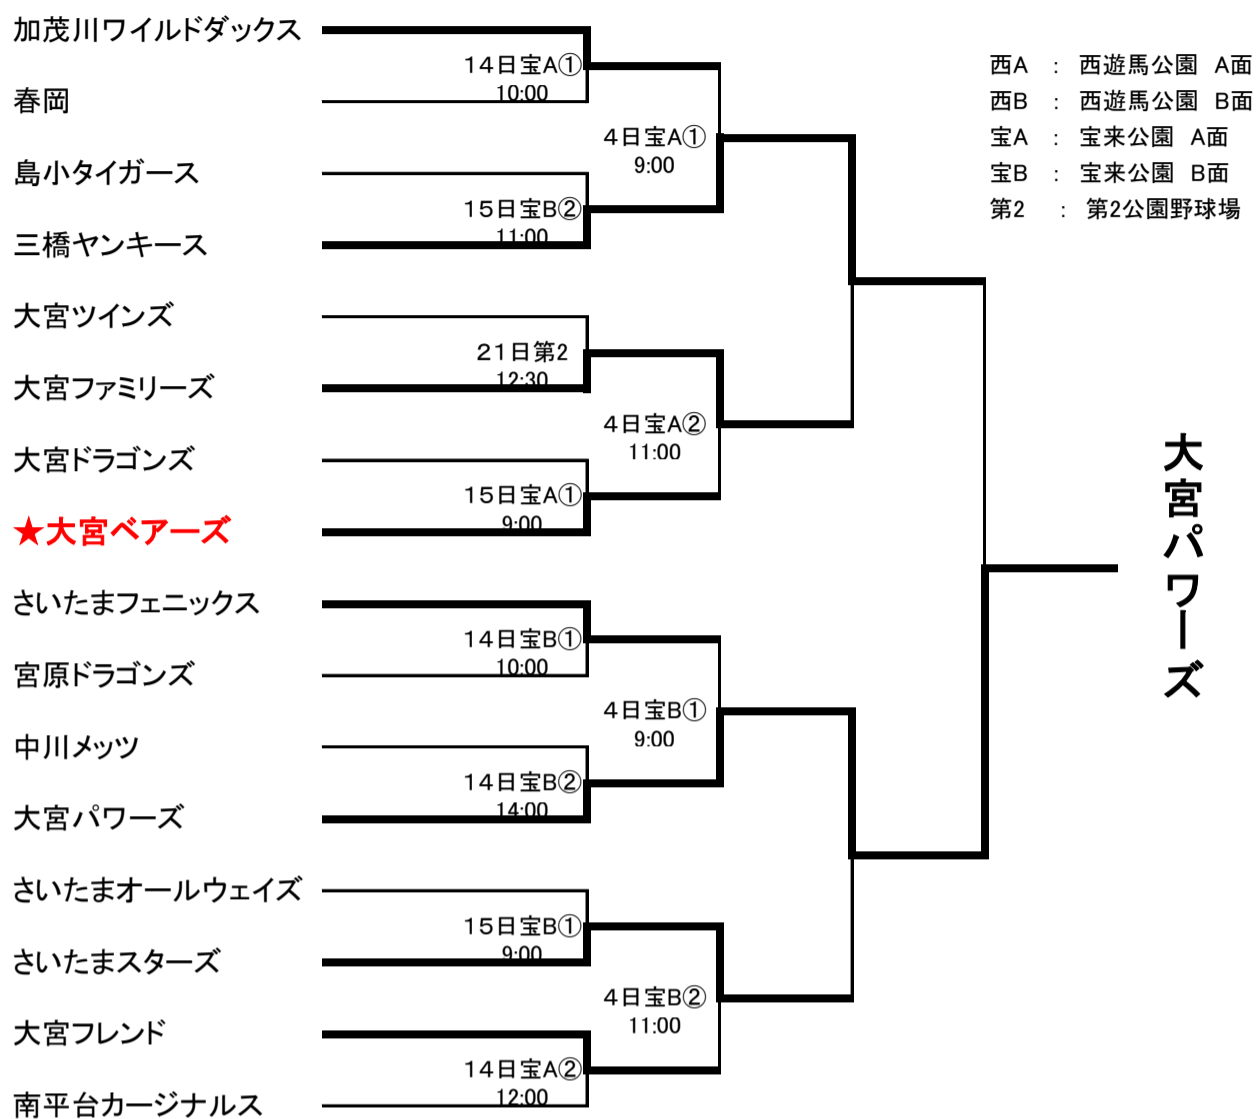 加茂川ワイルドダックス
14日宝A①
10:00
春岡
4日宝A①
9:00
島小タイガース
15日宝B②
11:00
三橋ヤンキース
大宮ツインズ
21日第2
12:30
大宮ファミリーズ
4日宝A②
11:00
大宮ドラゴンズ
15日宝A①
9:00
★大宮ベアーズ
さいたまフェニックス
14日宝B①
10:00
宮原ドラゴンズ
4日宝B①
9:00
中川メッツ
14日宝B②
14:00
大宮パワーズ
さいたまオールウェイズ
15日宝B①
9:00
さいたまスターズ
4日宝B②
11:00
大宮フレンド
14日宝A②
12:00
南平台カージナルス
西A : 西遊馬公園 A面
西B : 西遊馬公園 B面
宝A : 宝来公園 A面
宝B : 宝来公園 B面
第2 : 第2公園野球場
大宮パワーズ